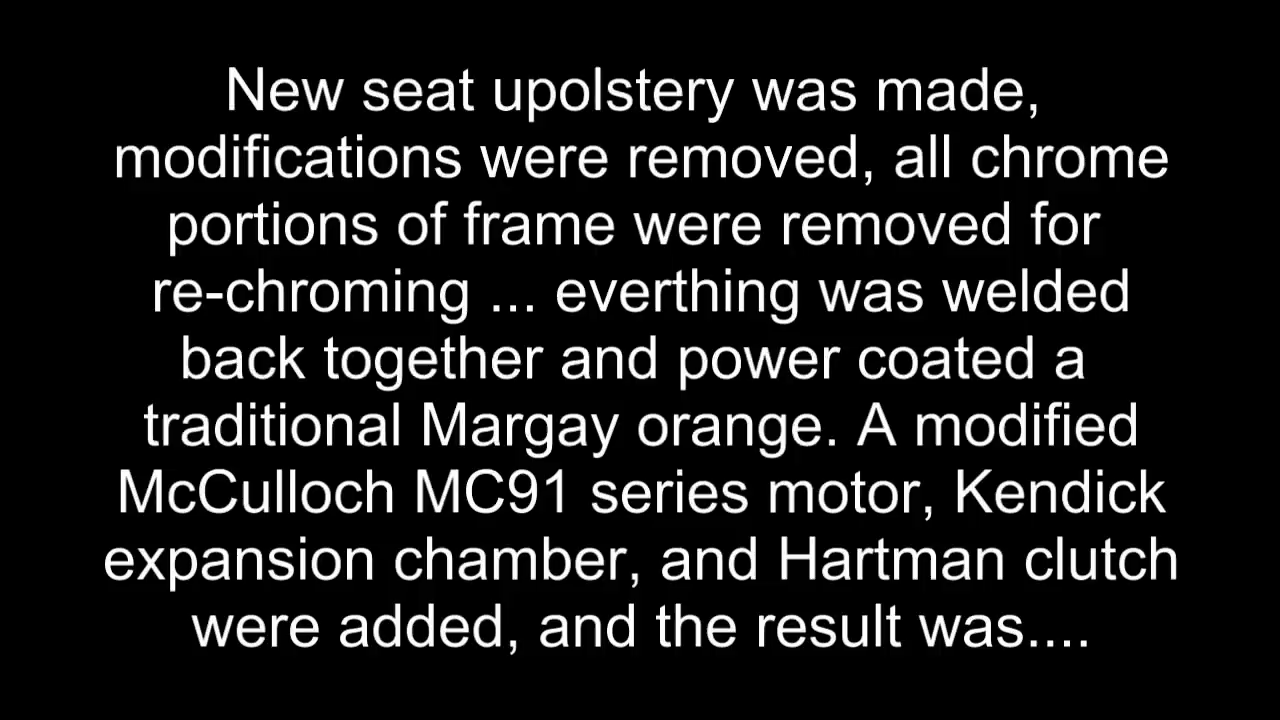 New seat upolstery was made,
modifications were removed, all chrome
portions of frame were removed for
re-chroming ... everthing was welded
back together and power coated a
traditional Margay orange. A modified
McCulloch MC91 series motor, Kendick
expansion chamber, and Hartman clutch
were added, and the result was....